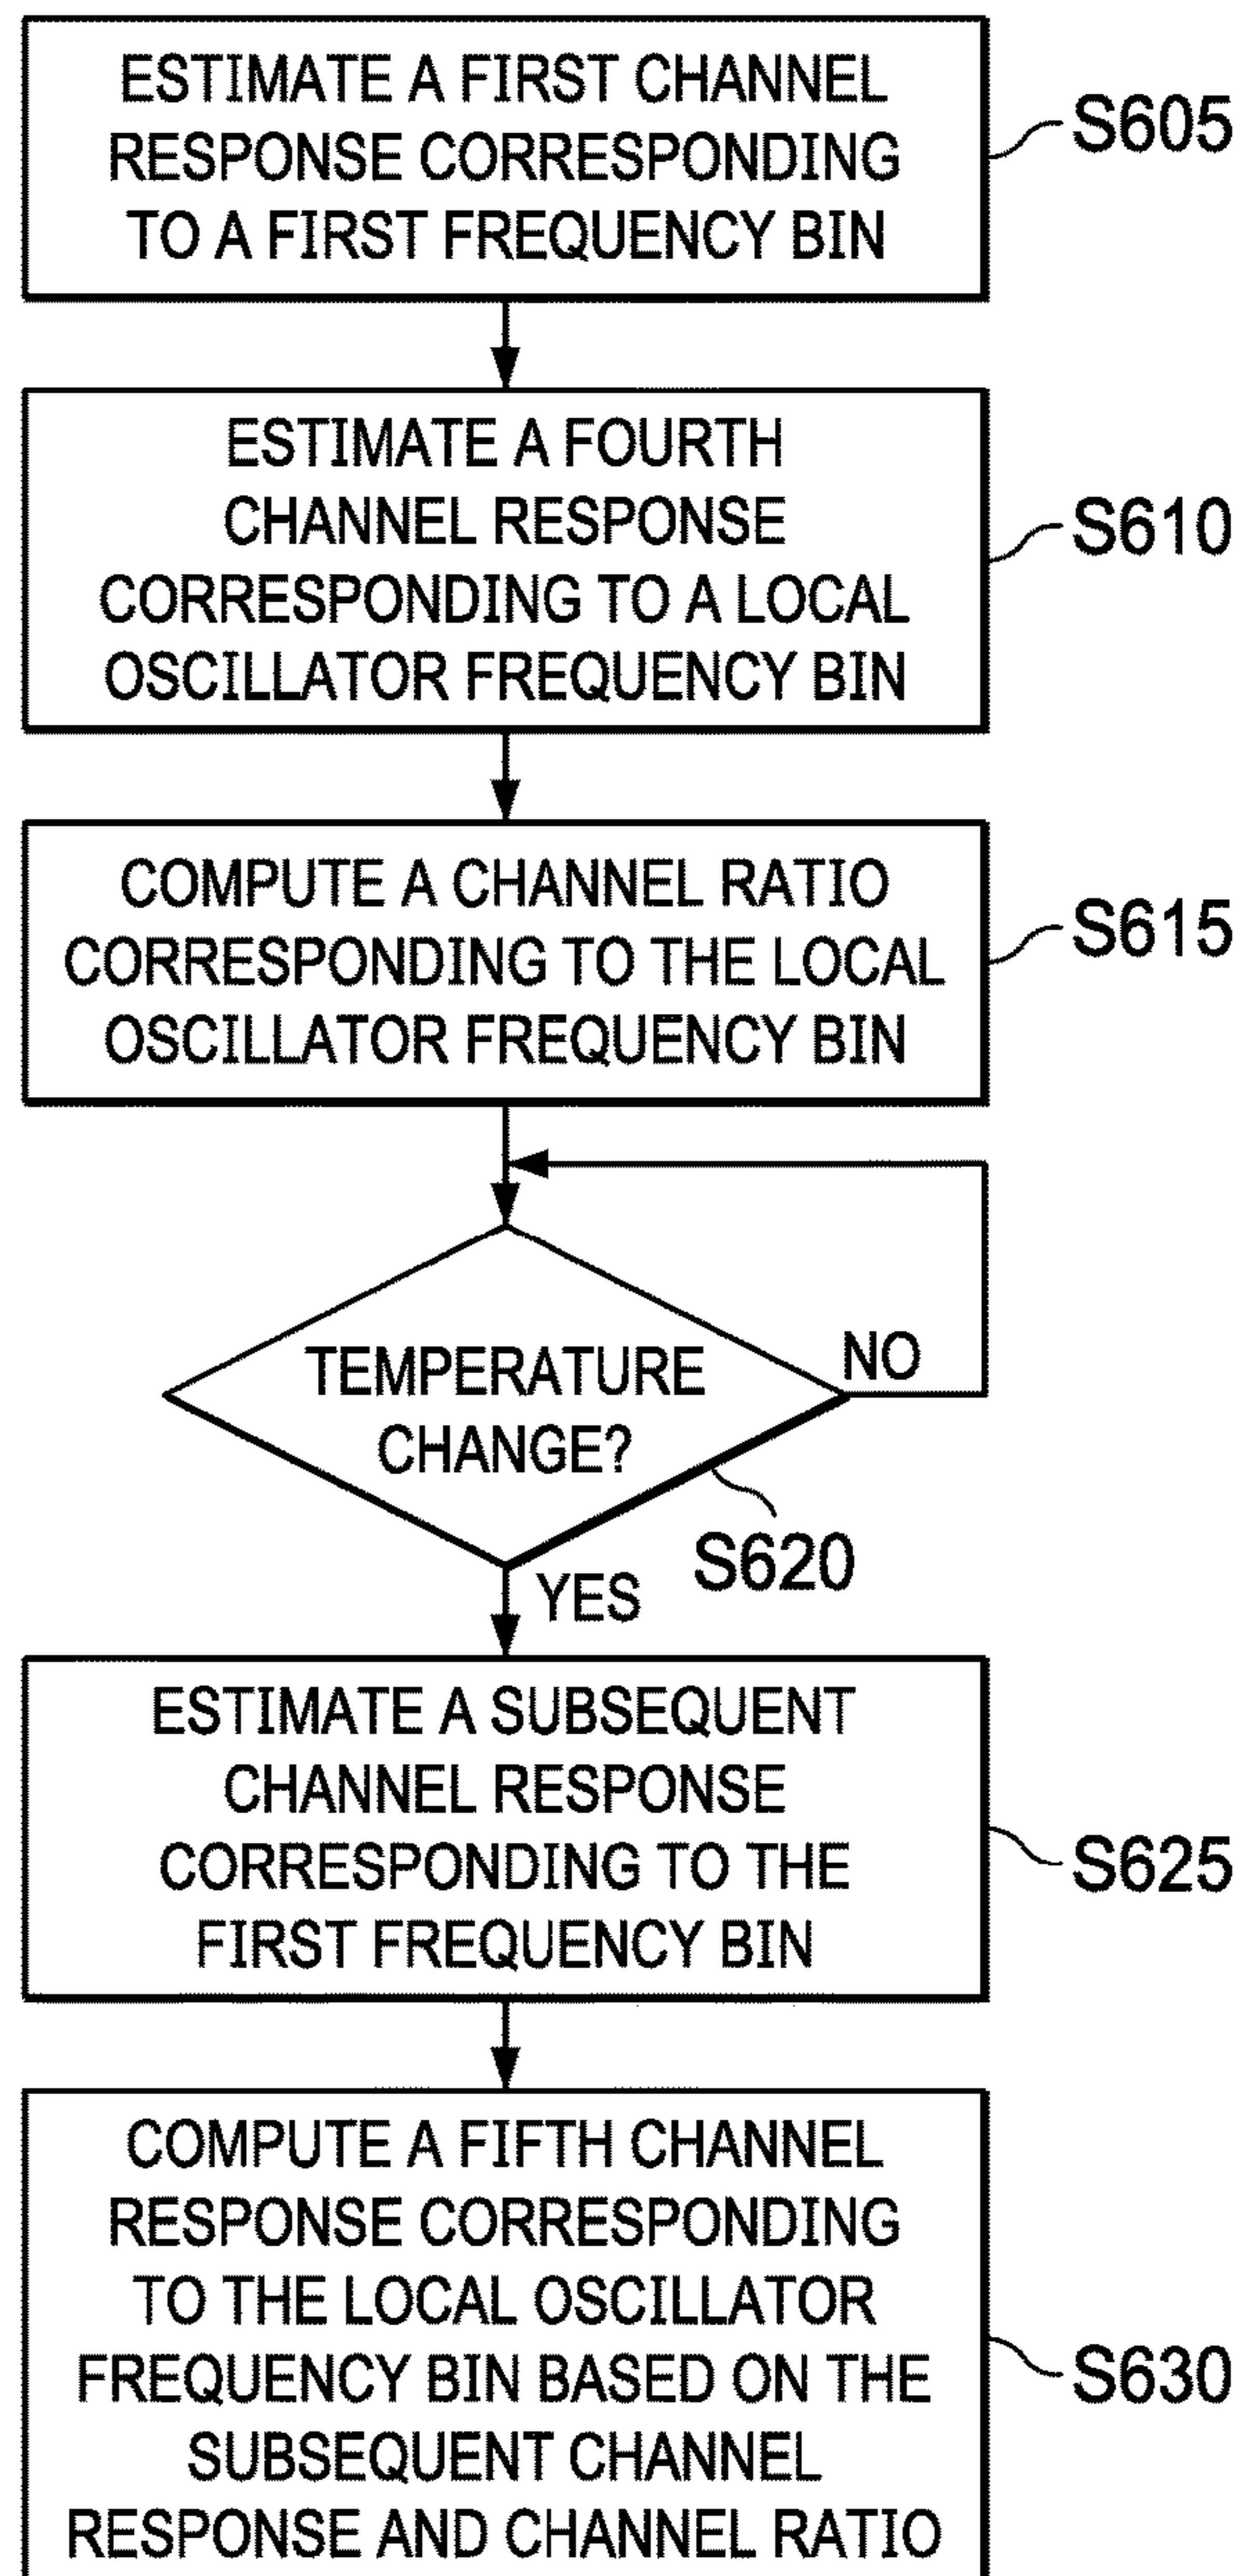 ESTIMATE A FIRST CHANNEL
RESPONSE CORRESPONDING
TO A FIRST FREQUENCY BIN
S605
ESTIMATE A FOURTH
CHANNEL RESPONSE
CORRESPONDING TO A LOCAL
OSCILLATOR FREQUENCY BIN
S610
COMPUTE A CHANNEL RATIO
CORRESPONDING TO THE LOCAL
OSCILLATOR FREQUENCY BIN
S615
TEMPERATURE
CHANGE?
NO
S620
YES
ESTIMATE A SUBSEQUENT
CHANNEL RESPONSE
CORRESPONDING TO THE
FIRST FREQUENCY BIN
S625
COMPUTE A FIFTH CHANNEL
RESPONSE CORRESPONDING
TO THE LOCAL OSCILLATOR
FREQUENCY BIN BASED ON THE
SUBSEQUENT CHANNEL
RESPONSE AND CHANNEL RATIO
S630